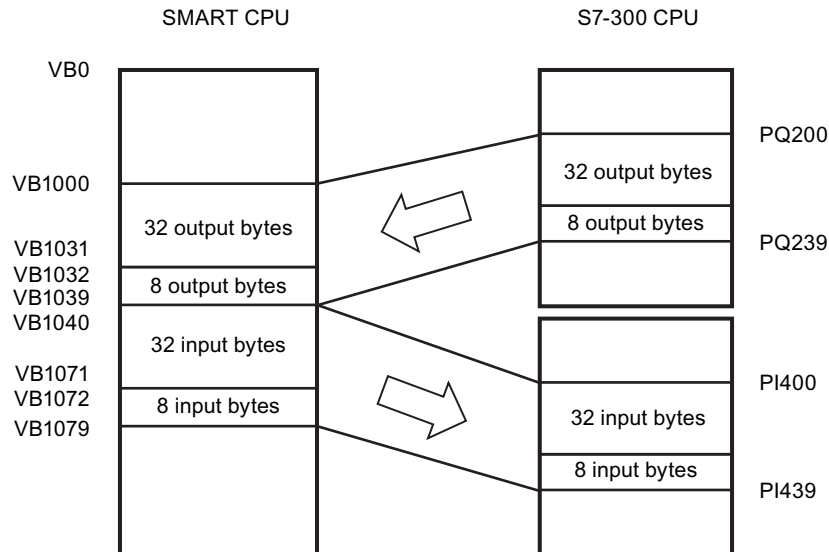 SMART CPU
S7-300 CPU
VB0
PQ200
VB1000
32 output bytes
32 output bytes
8 output bytes
VB1031
PQ239
VB1032
8 output bytes
VB1039
VB1040
32 input bytes
VB1071
PI400
VB1072
8 input bytes
32 input bytes
VB1079
8 input bytes
PI439